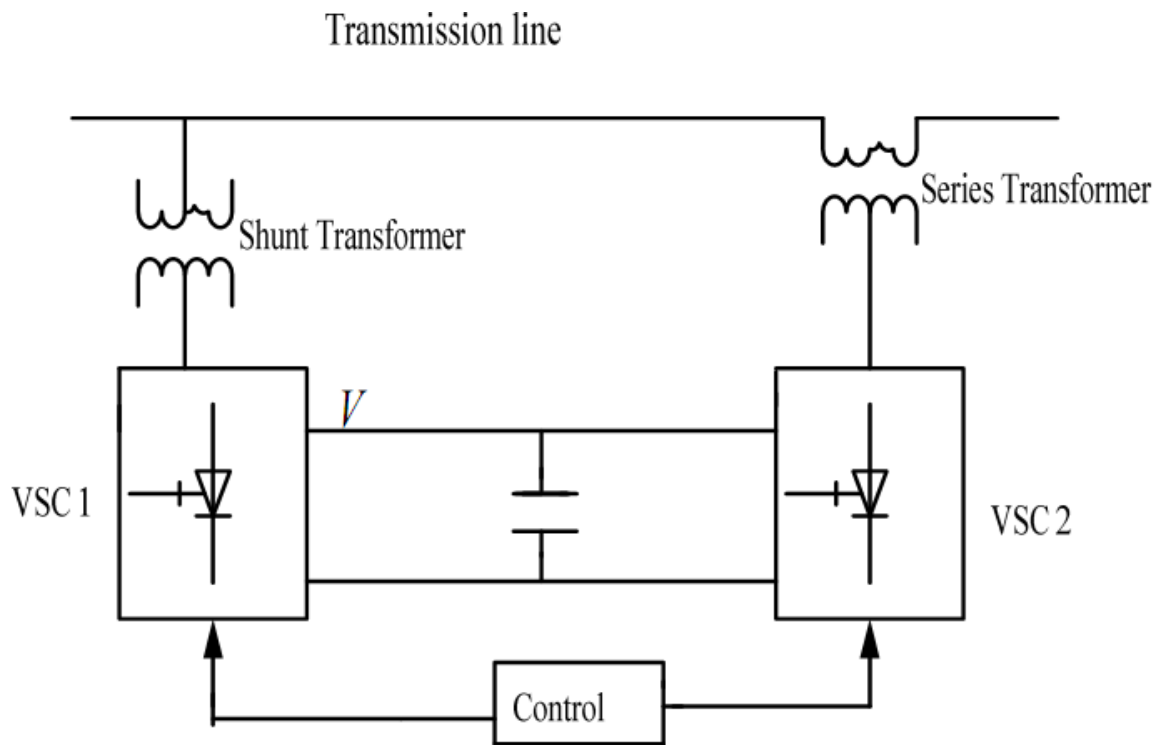 Transmission line
Series Transformer
Shunt Transformer
V
VSC 1
VSC 2
Control